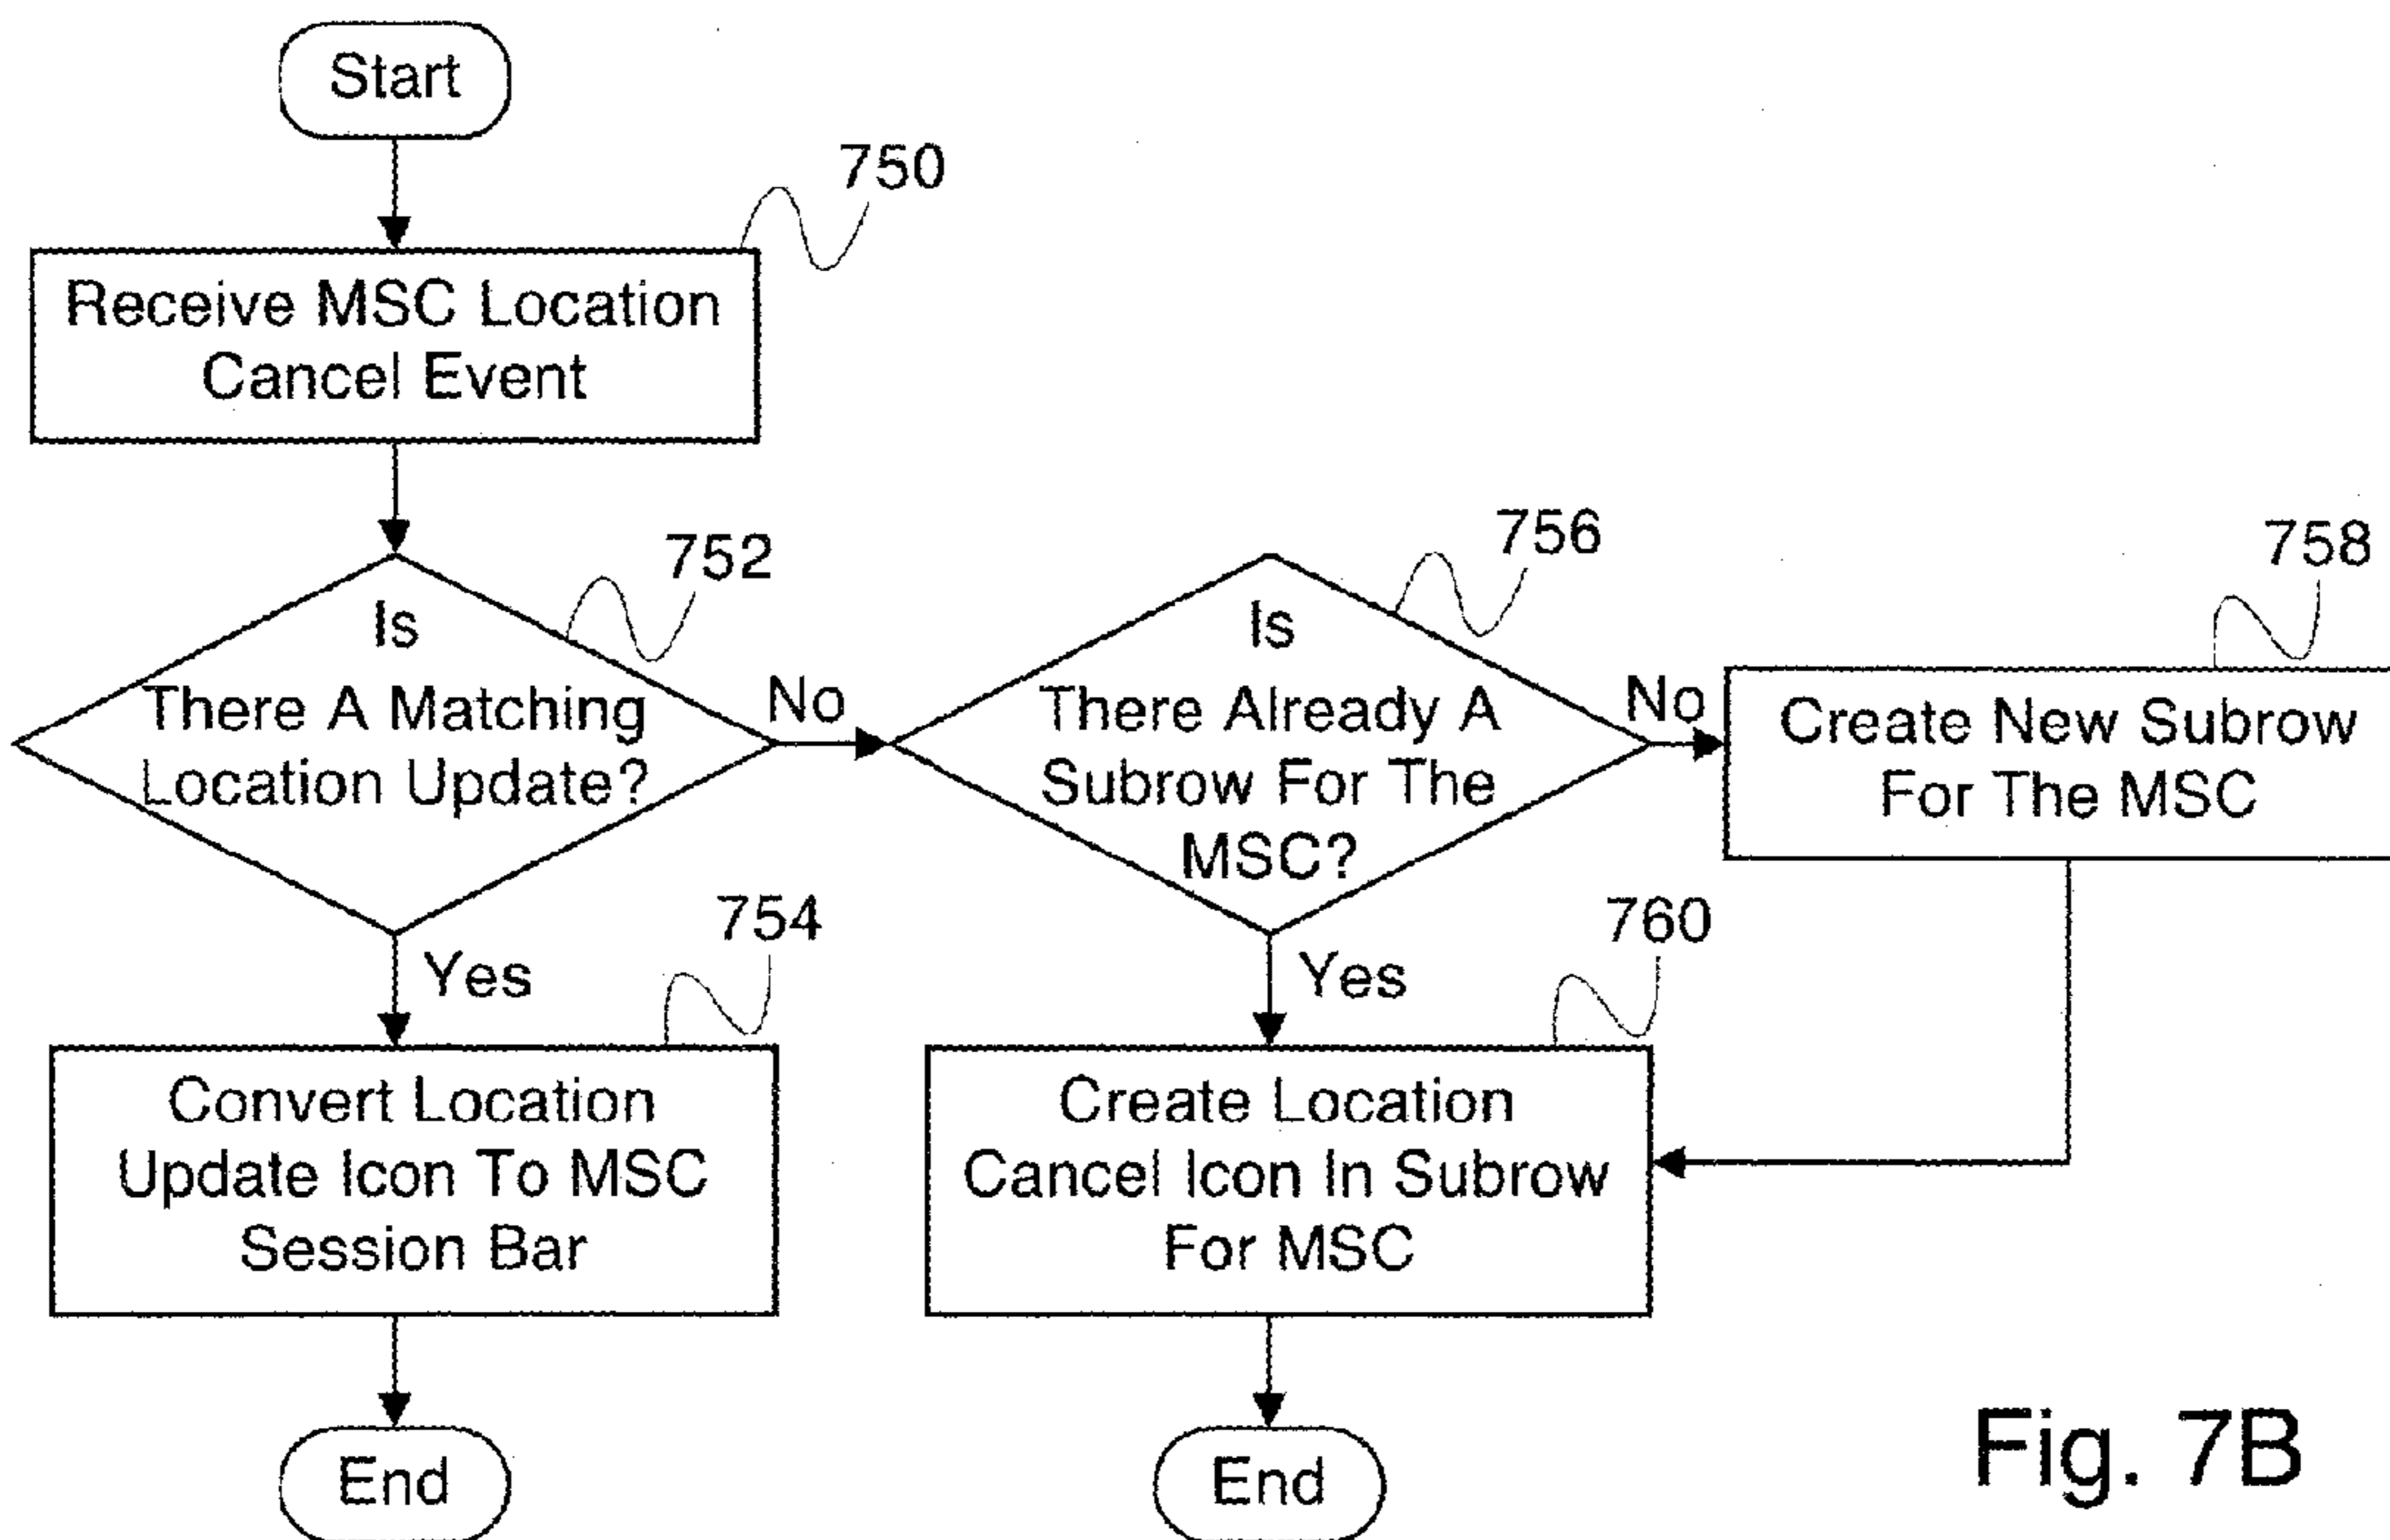 Start
750
Receive MSC Location
Cancel Event
752
Is
There A Matching
Location Update?
No
756
Is
There Already A
Subrow For The
MSC?
No
758
Create New Subrow
For The MSC
Yes
754
Convert Location
Update Icon To MSC
Session Bar
End
Yes
760
Create Location
Cancel Icon In Subrow
For MSC
End
Fig. 7B